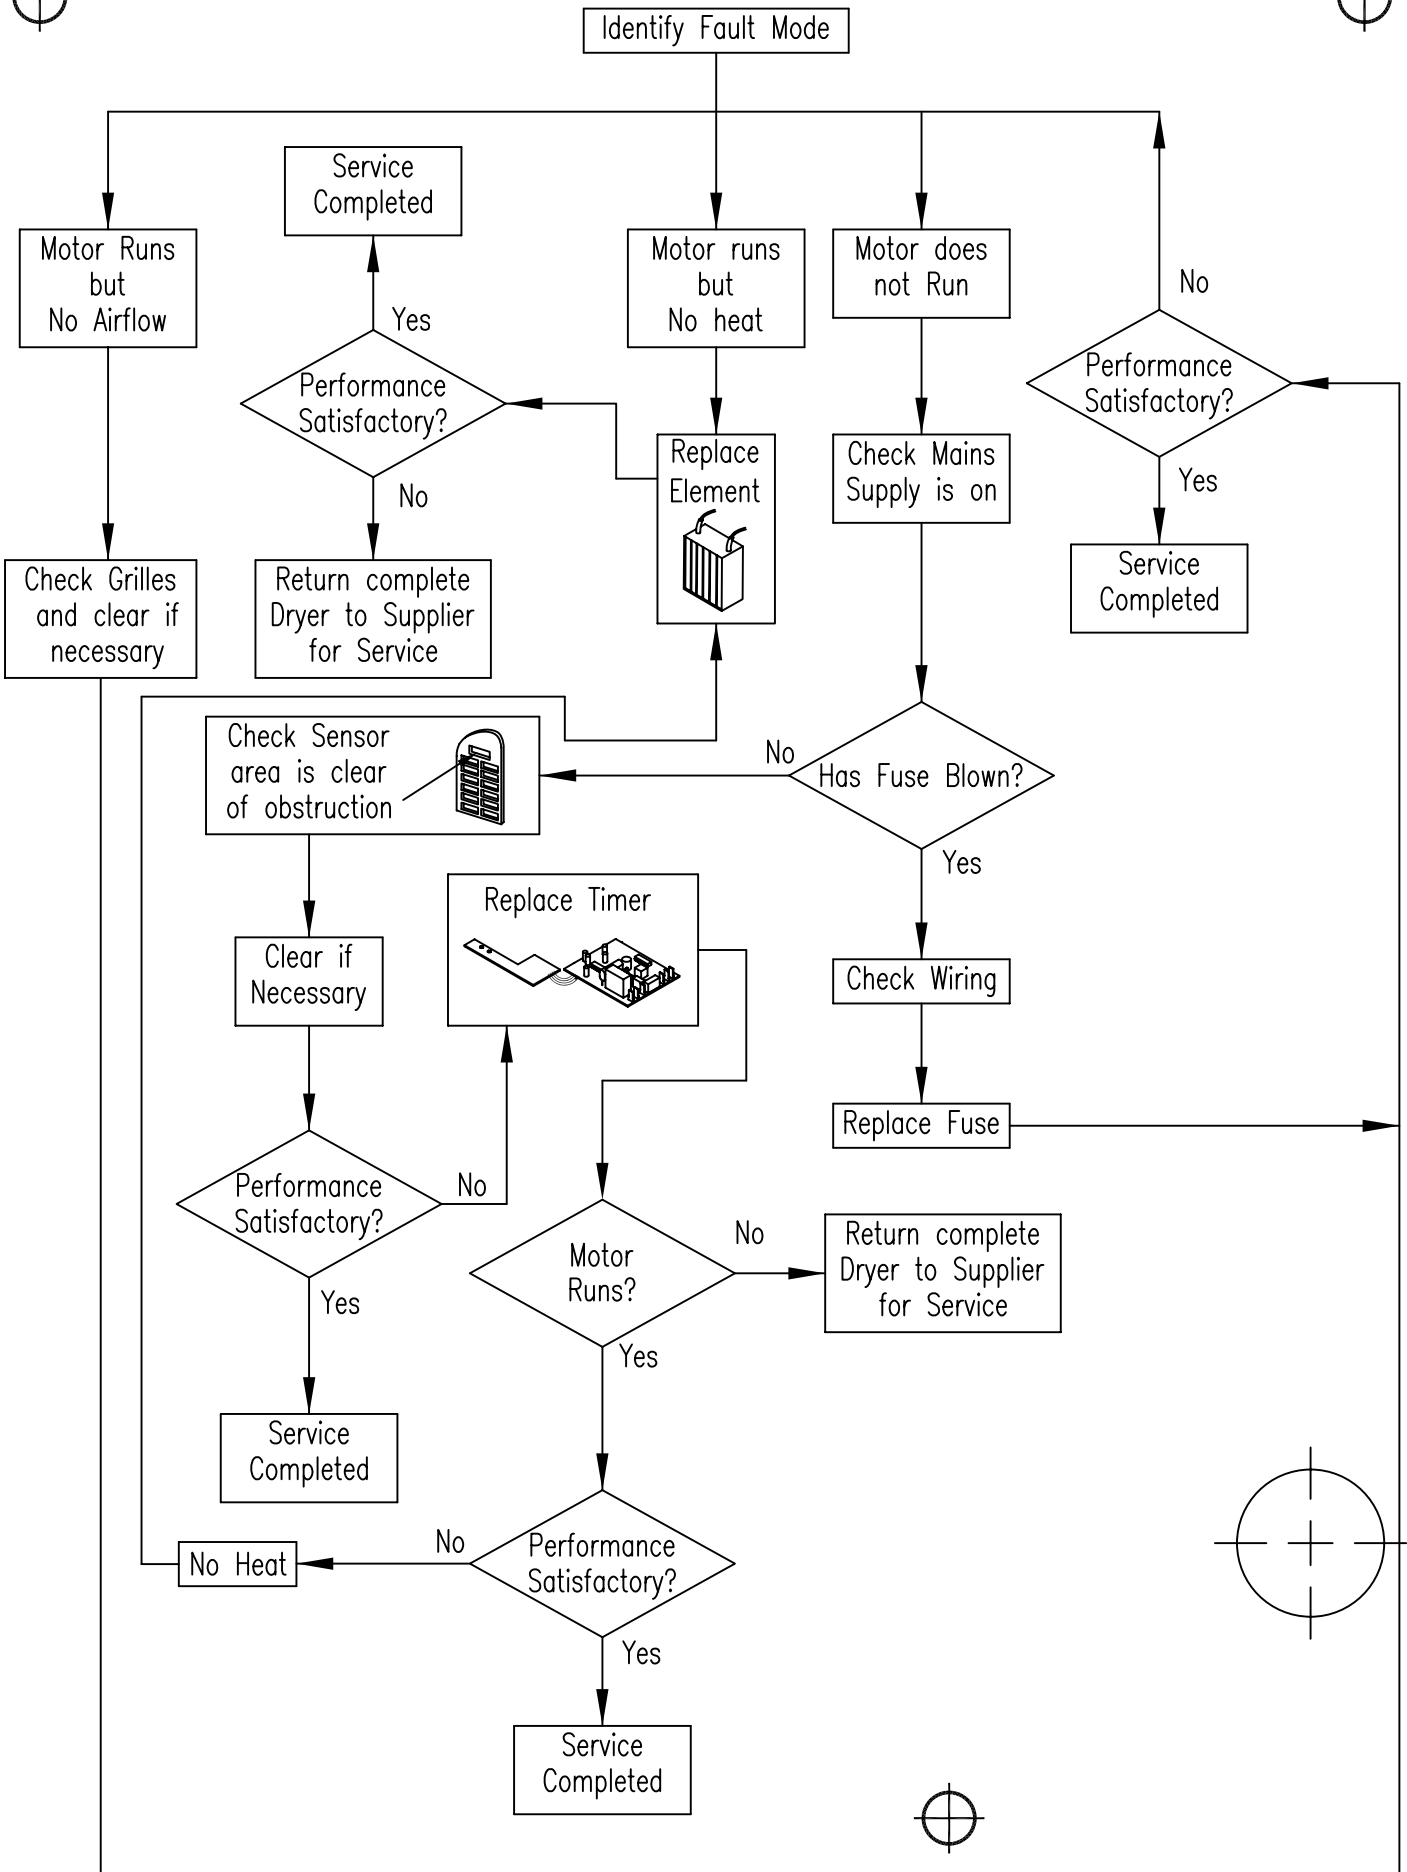 Identify Fault Mode
Service
Completed
Motor Runs
but
No Airflow
Motor runs
but
No heat
Motor does
not Run
No
Yes
Performance
Satisfactory?
Performance
Satisfactory?
Replace
Element
Check Mains
Supply is on
No
Yes
Check Grilles
and clear if
necessary
Return complete
Dryer to Supplier
for Service
Service
Completed
Check Sensor
area is clear
of obstruction
No
Has Fuse Blown?
Yes
Replace Timer
Clear if
Necessary
Check Wiring
Replace Fuse
Performance
Satisfactory?
No
Yes
Motor
Runs?
No
Return complete
Dryer to Supplier
for Service
Yes
Service
Completed
No Heat
No
Performance
Satisfactory?
Yes
Service
Completed